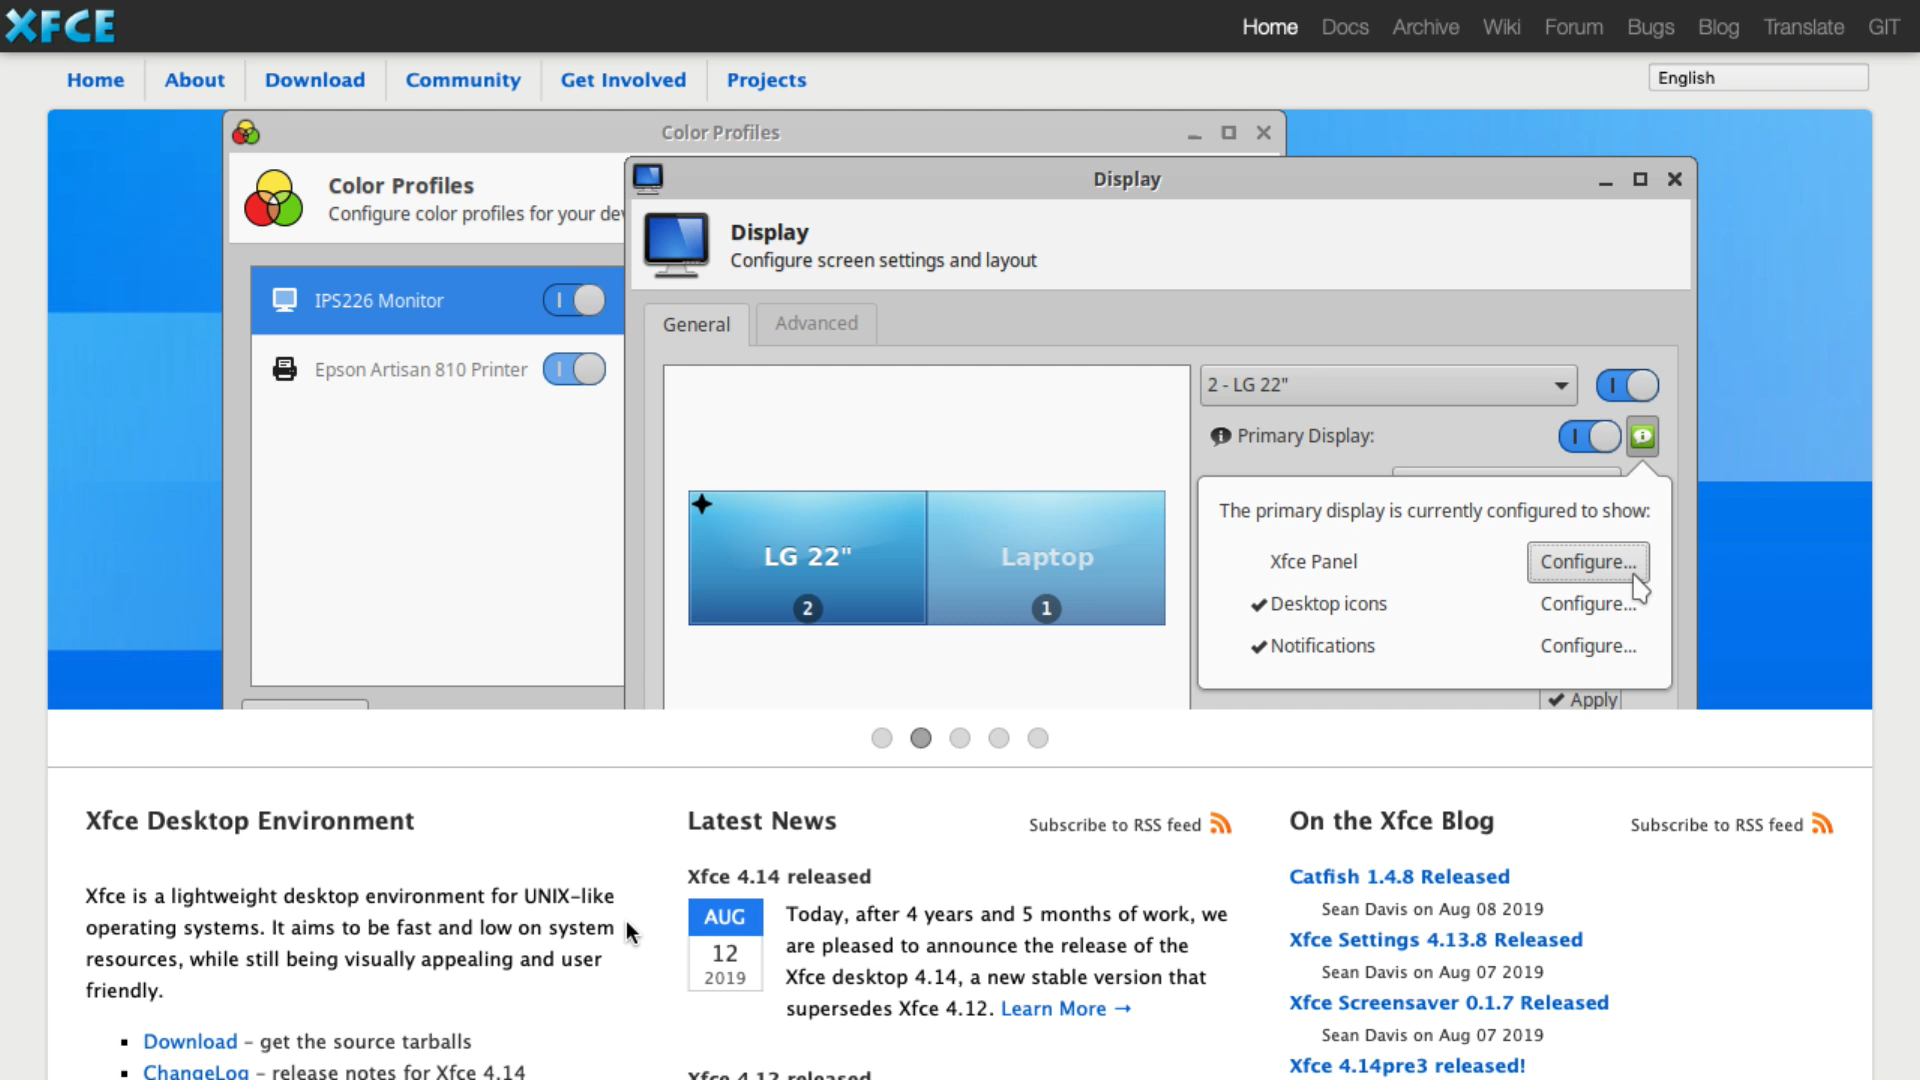 XFCE
Home Docs Archive Wiki Forum Bugs Blog Translate GIT
Home About Download Community Get Involved Projects
English
Color Profiles
Color Profiles
Configure color profiles for your
IPS226 Monitor
Epson Artisan 810 Printer
Display
Display
Configure screen settings and layout
General Advanced
2 - LG 22"
Primary Display:
LG 22"
2
Laptop
1
The primary display is currently configured to show:
Xfce Panel Configure...
Desktop icons Configure...
Notifications Configure...
Apply
Xfce Desktop Environment
Xfce is a lightweight desktop environment for UNIX-like
operating systems. It aims to be fast and low on system
resources, while still being visually appealing and user
friendly.
Download – get the source tarballs
ChangeLog – release notes for Xfce 4.14
Latest News
Subscribe to RSS feed
Xfce 4.14 released
AUG
12
2019
Today, after 4 years and 5 months of work, we
are pleased to announce the release of the
Xfce desktop 4.14, a new stable version that
supersedes Xfce 4.12. Learn More →
Xfce 4.12 released
On the Xfce Blog
Subscribe to RSS feed
Catfish 1.4.8 Released
Sean Davis on Aug 08 2019
Xfce Settings 4.13.8 Released
Sean Davis on Aug 07 2019
Xfce Screensaver 0.1.7 Released
Sean Davis on Aug 07 2019
Xfce 4.14pre3 released!